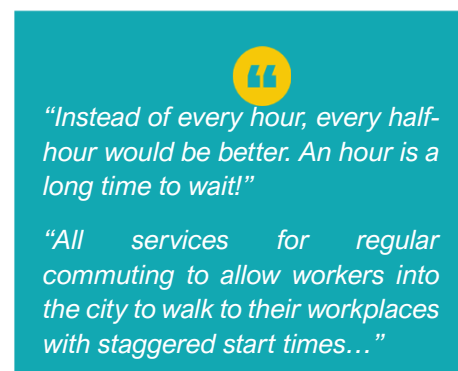 “
“Instead of every hour, every half-
hour would be better. An hour is a
long time to wait!”
“All services for regular
commuting to allow workers into
the city to walk to their workplaces
with staggered start times…”